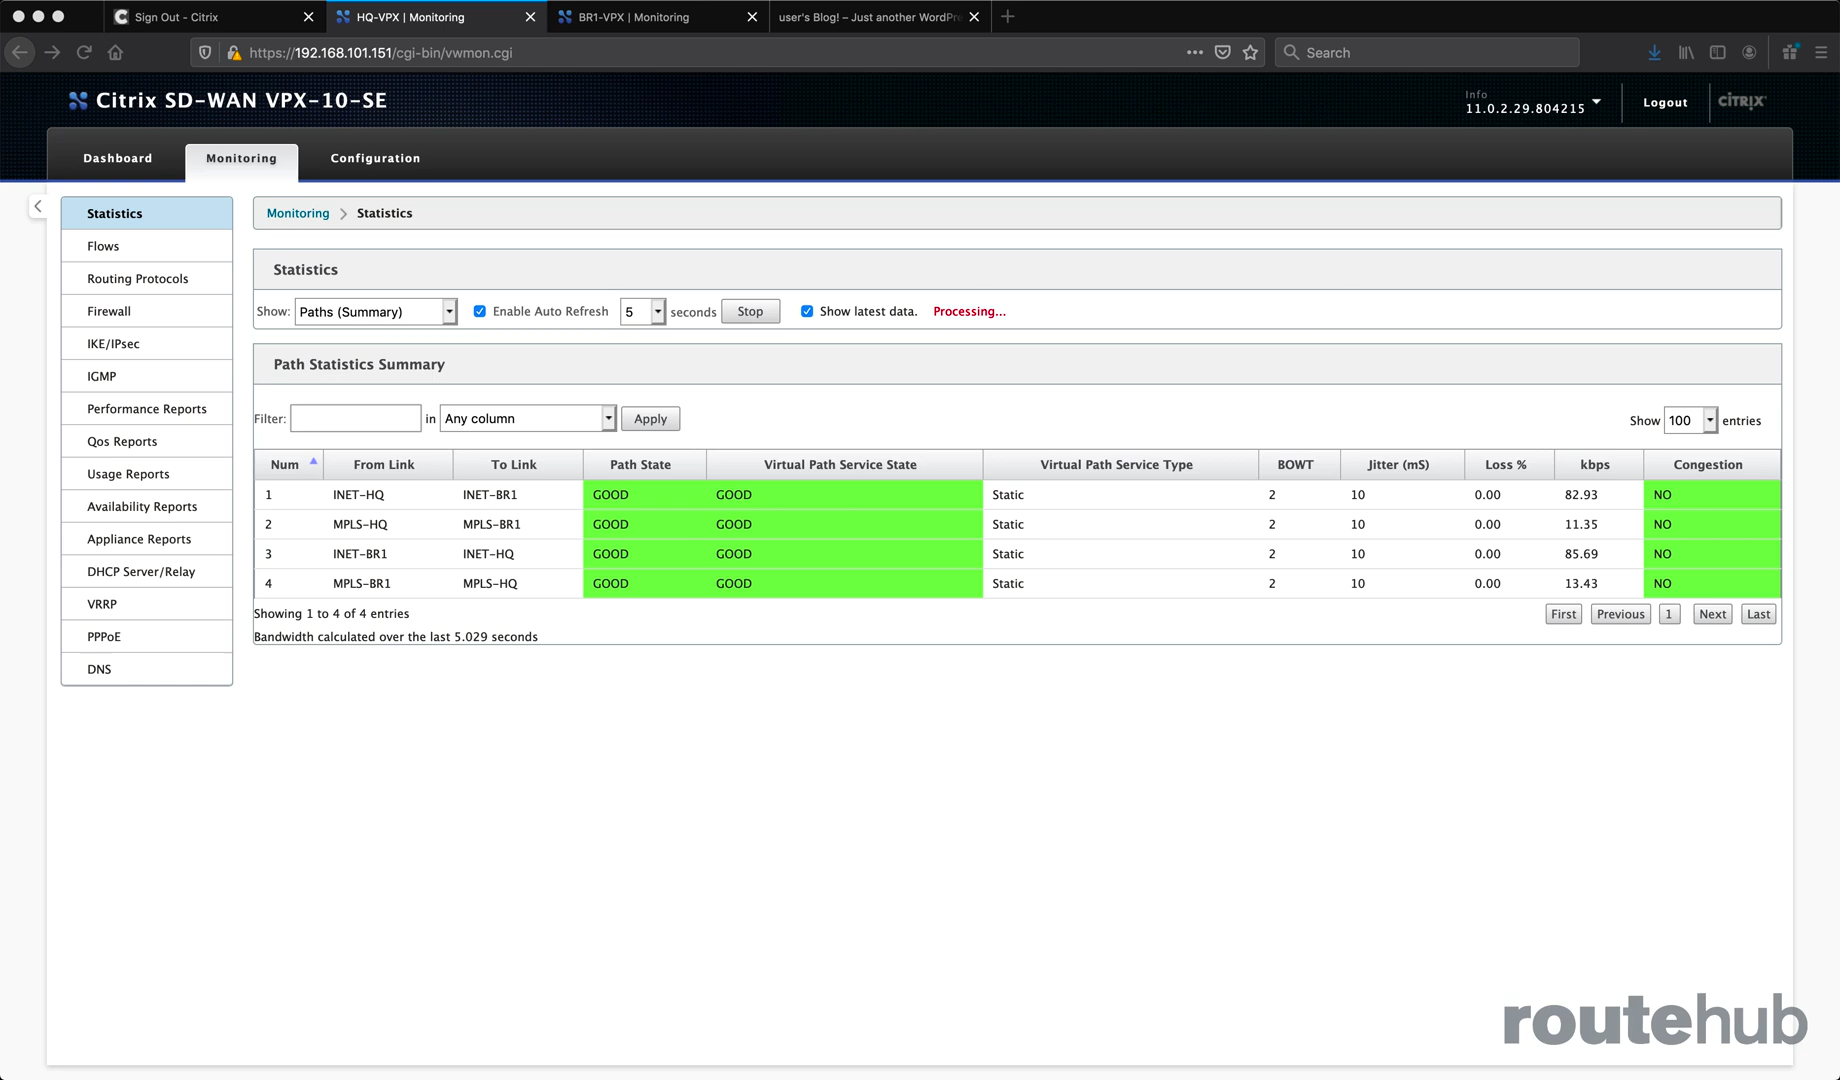 Sign Out - Citrix
HQ-VPX | Monitoring
BR1-VPX | Monitoring
user's Blog! – Just another WordPre
https://192.168.101.151/cgi-bin/vwmon.cgi
Search
Citrix SD-WAN VPX-10-SE
Info
11.0.2.29.804215
Logout
CITRIX
Dashboard
Monitoring
Configuration
Statistics
Flows
Routing Protocols
Firewall
IKE/IPsec
IGMP
Performance Reports
Qos Reports
Usage Reports
Availability Reports
Appliance Reports
DHCP Server/Relay
VRRP
PPPoE
DNS
Monitoring > Statistics
Statistics
Show: Paths (Summary) Enable Auto Refresh 5 seconds Stop Show latest data. Processing...
Path Statistics Summary
Filter: in Any column Apply Show 100 entries
Num From Link To Link Path State Virtual Path Service State Virtual Path Service Type BOWT Jitter (mS) Loss % kbps Congestion
1 INET-HQ INET-BR1 GOOD GOOD Static 2 10 0.00 82.93 NO
2 MPLS-HQ MPLS-BR1 GOOD GOOD Static 2 10 0.00 11.35 NO
3 INET-BR1 INET-HQ GOOD GOOD Static 2 10 0.00 85.69 NO
4 MPLS-BR1 MPLS-HQ GOOD GOOD Static 2 10 0.00 13.43 NO
Showing 1 to 4 of 4 entries First Previous 1 Next Last
Bandwidth calculated over the last 5.029 seconds
routehub